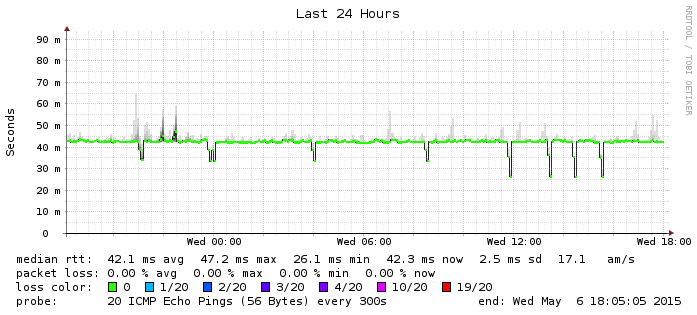 Last 24 Hours
RRDTOOL / TOBI OETIKER
Seconds
90 m
80 m
70 m
60 m
50 m
40 m
30 m
20 m
10 m
0
Wed 00:00 Wed 06:00 Wed 12:00 Wed 18:00
median rtt: 42.1 ms avg 47.2 ms max 26.1 ms min 42.3 ms now 2.5 ms sd 17.1 am/s
packet loss: 0.00 % avg 0.00 % max 0.00 % min 0.00 % now
loss color: 0 1/20 2/20 3/20 4/20 10/20 19/20
probe: 20 ICMP Echo Pings (56 Bytes) every 300s end: Wed May 6 18:05:05 2015